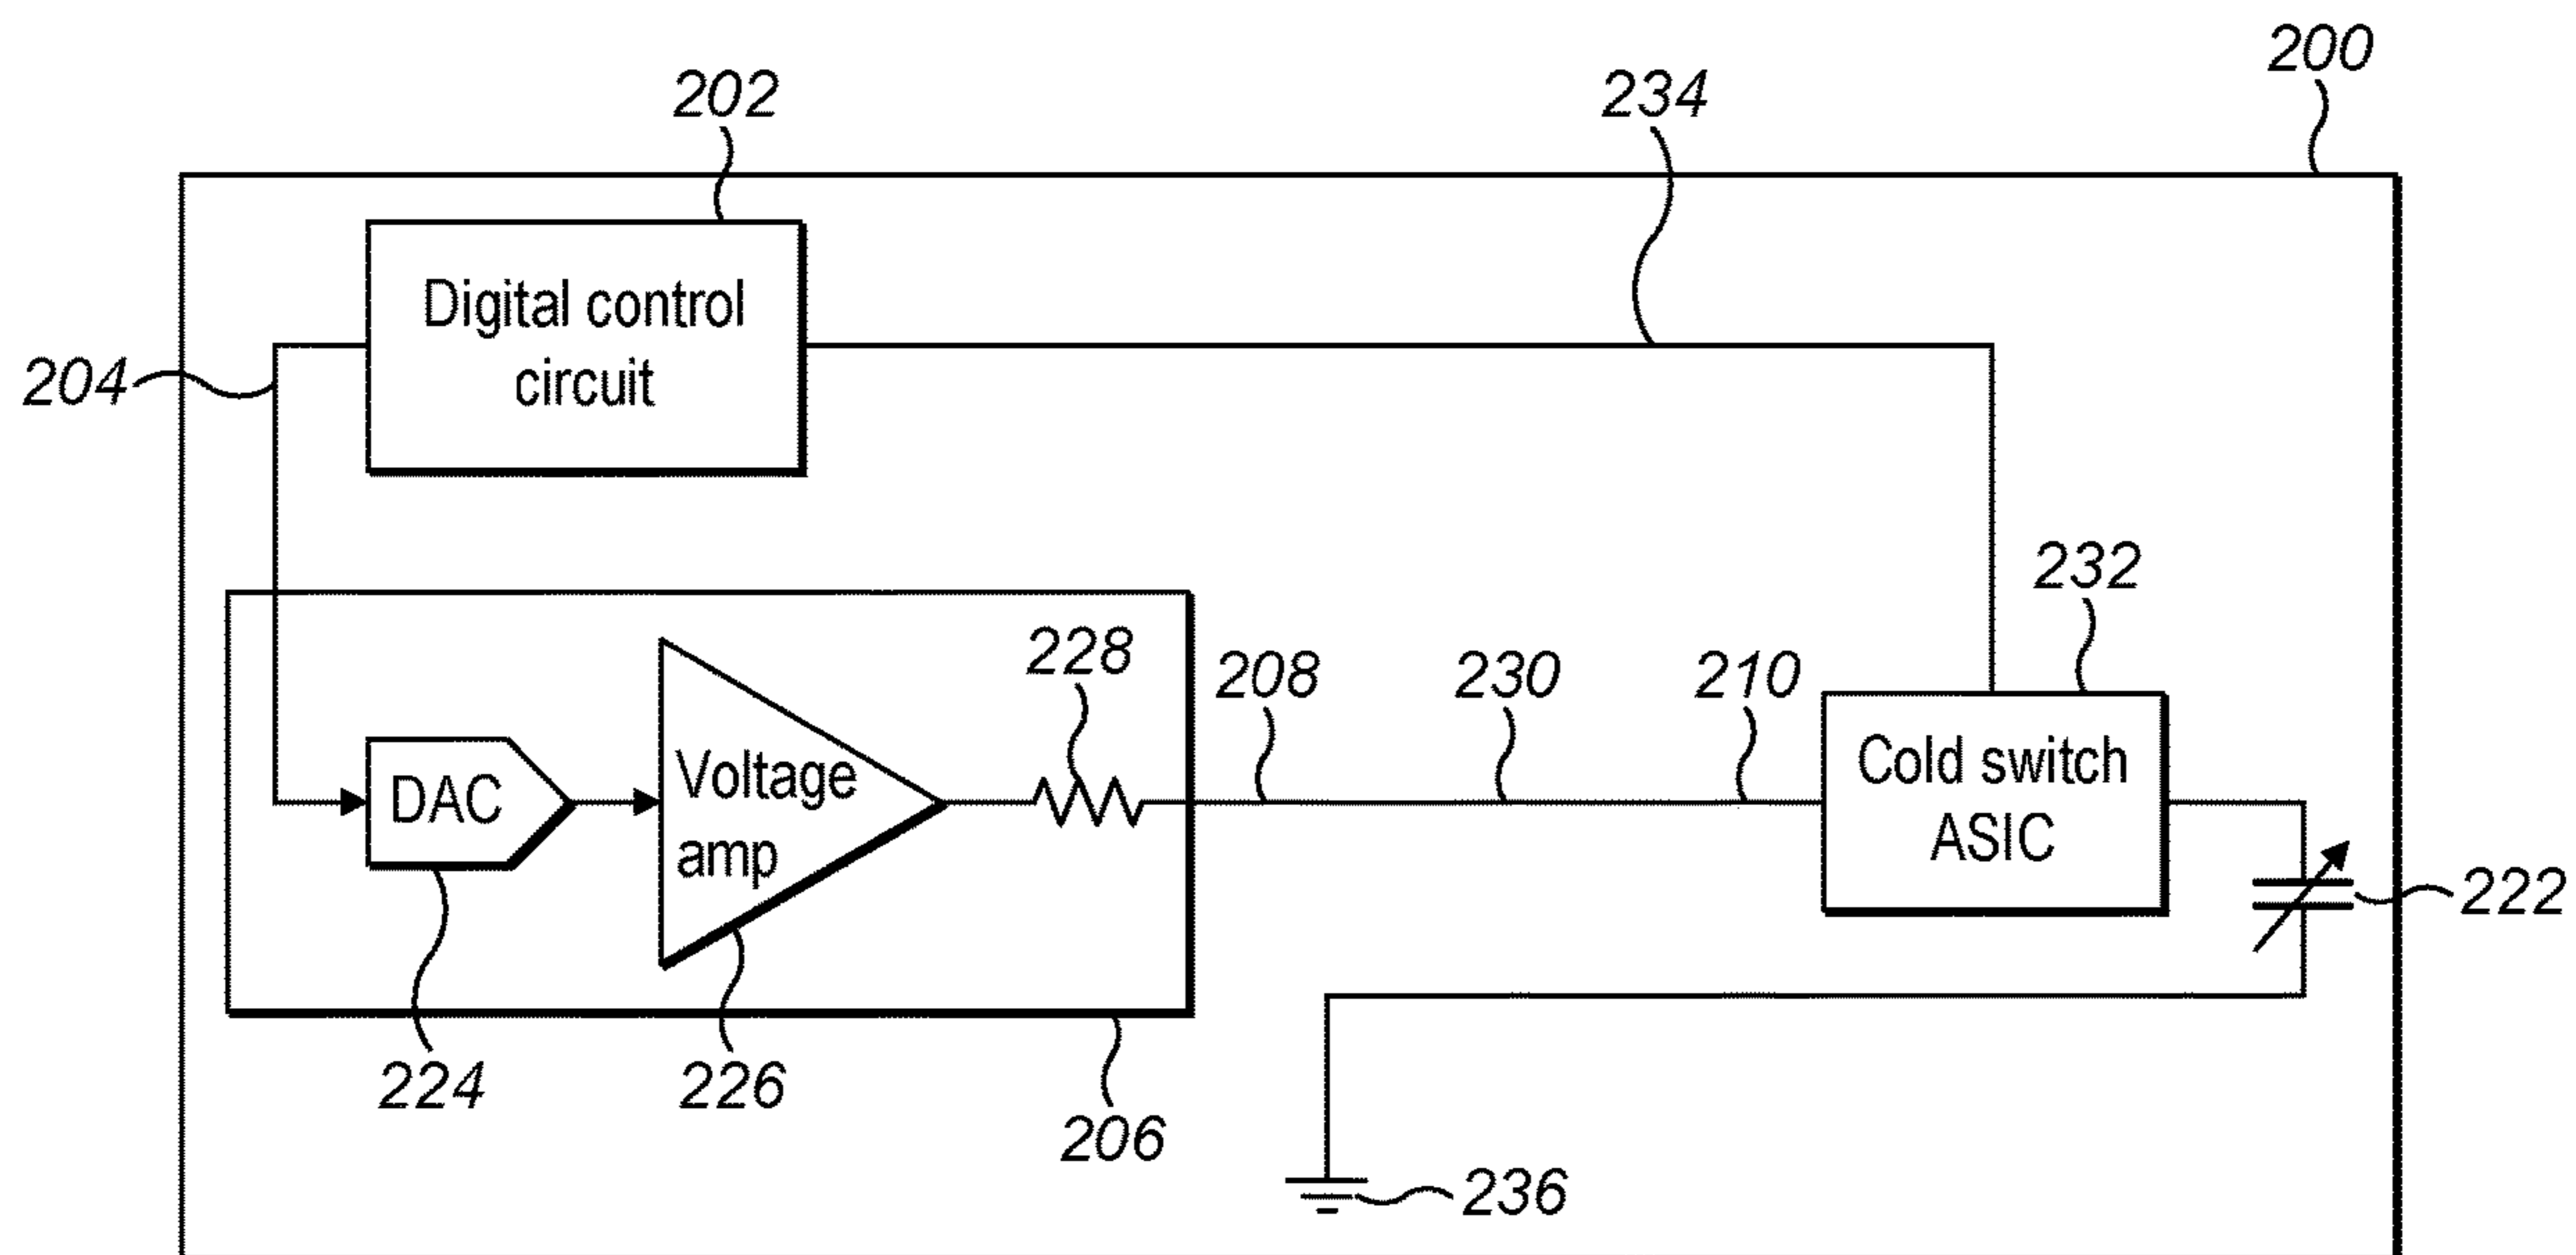 200
202
234
Digital control
circuit
204
232
228
208
230
210
Cold switch
ASIC
Voltage
amp
DAC
222
224
226
206
236